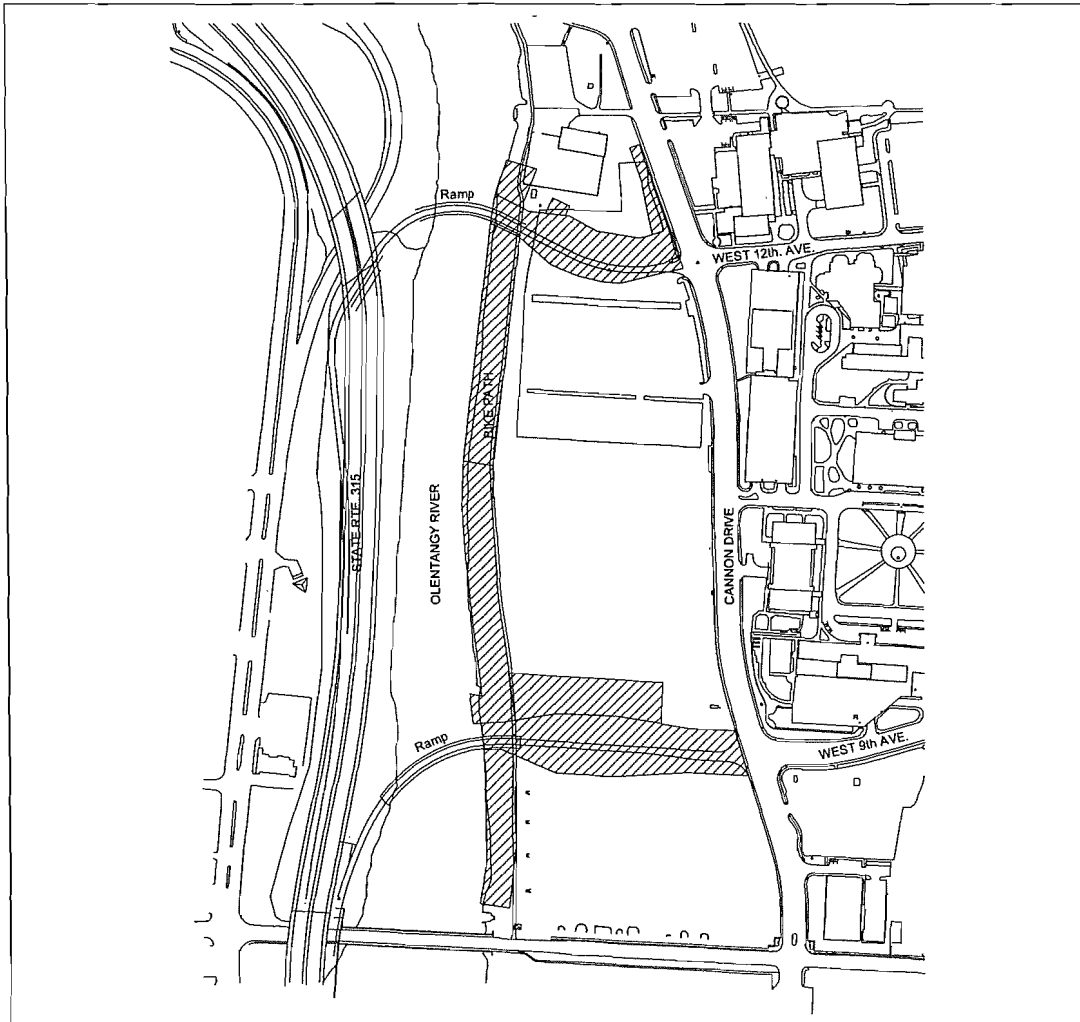 Ramp
WEST 12th. AVE.
BIKE PATH
STATE RTE. 315
OLENTANGY RIVER
CANNON DRIVE
Ramp
WEST 9th AVE.